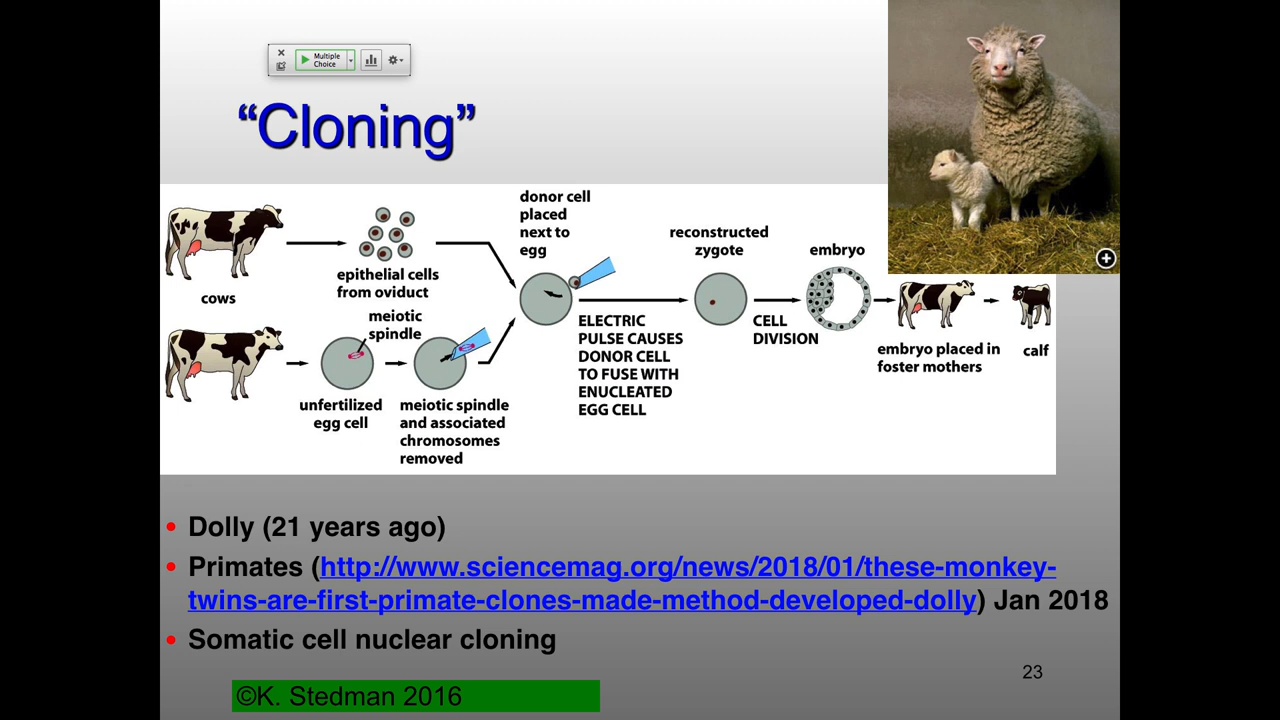 Multiple
Choice
“Cloning”
cows
epithelial cells
from oviduct
meiotic
spindle
unfertilized
egg cell
meiotic spindle
and associated
chromosomes
removed
donor cell
placed
next to
egg
ELECTRIC
PULSE CAUSES
DONOR CELL
TO FUSE WITH
ENUCLEATED
EGG CELL
reconstructed
zygote
CELL
DIVISION
embryo
embryo placed in
foster mothers
calf
• Dolly (21 years ago)
• Primates (http://www.sciencemag.org/news/2018/01/these-monkey-
twins-are-first-primate-clones-made-method-developed-dolly) Jan 2018
• Somatic cell nuclear cloning
23
©K. Stedman 2016